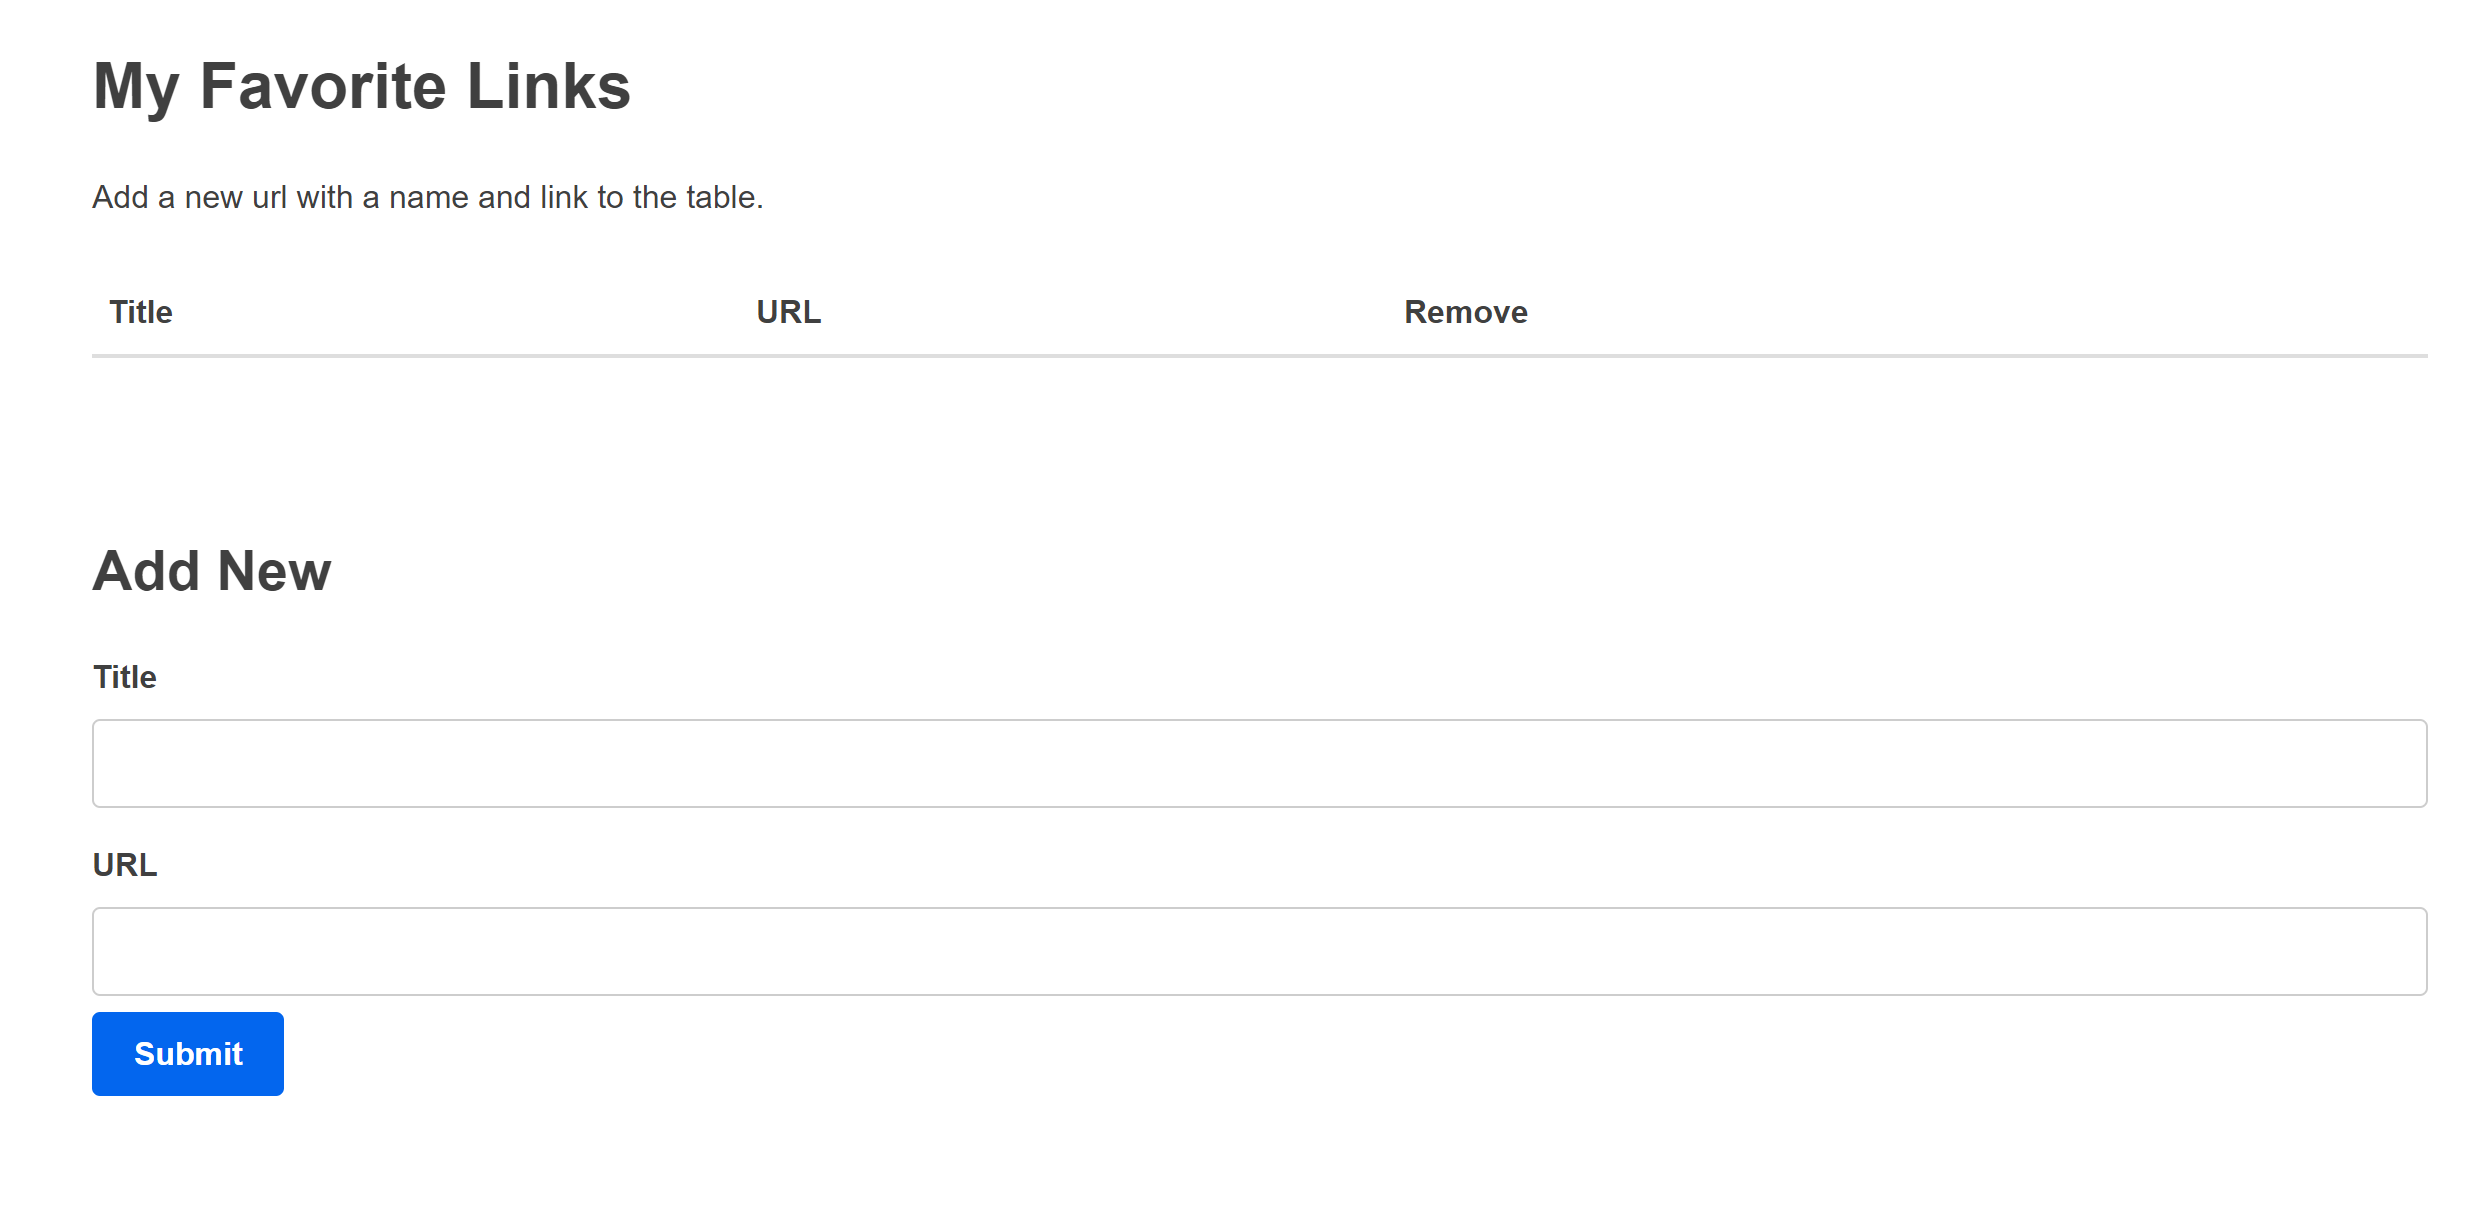 My Favorite Links
Add a new url with a name and link to the table.
Title URL Remove
Add New
Title
URL
Submit